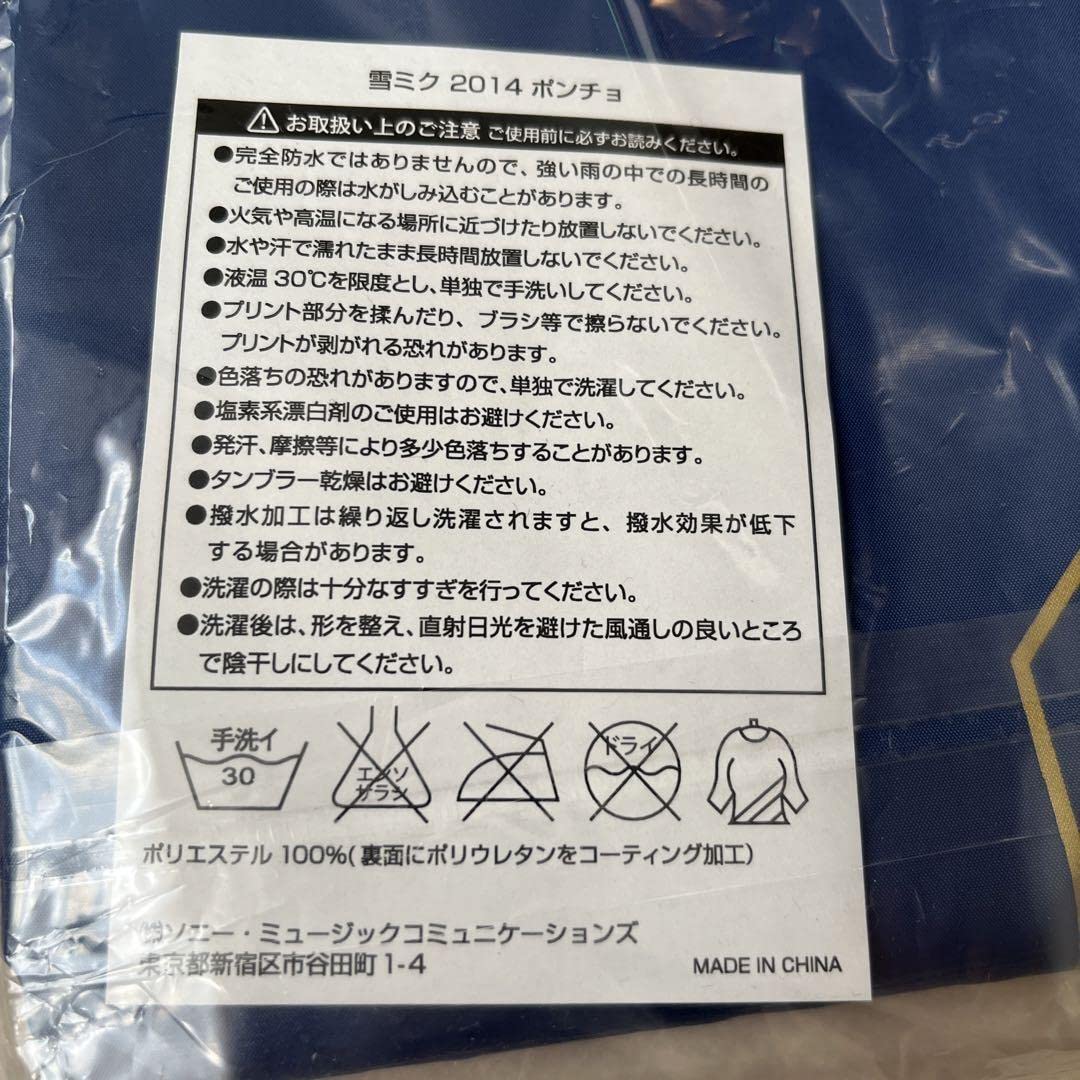 雪ミク 2014 ポンチョ
お取扱い上のご注意 ご使用前に必ずお読みください。
●完全防水ではありませんので、強い雨の中での長時間の
ご使用の際は水がしみ込むことがあります。
●火気や高温になる場所に近づけたり放置しないでください。
●水や汗で濡れたまま長時間放置しないでください。
●液温 30℃を限度とし、単独で手洗いしてください。
●プリント部分を揉んだり、ブラシ等で擦らないでください。
プリントが剥がれる恐れがあります。
●色落ちの恐れがありますので、単独で洗濯してください。
●塩素系漂白剤のご使用はお避けください。
●発汗、摩擦等により多少色落ちすることがあります。
●タンブラー乾燥はお避けください。
●撥水加工は繰り返し洗濯されますと、撥水効果が低下
する場合があります。
●洗濯の際は十分なすすぎを行ってください。
●洗濯後は、形を整え、直射日光を避けた風通しの良いところ
で陰干しにしてください。
手洗イ
30
エンソ
サラシ
ドライ
ポリエステル 100%(裏面にポリウレタンをコーティング加工)
㈱ソエー・ミュージックコミュニケーションズ
東京都新宿区市谷田町1-4
MADE IN CHINA